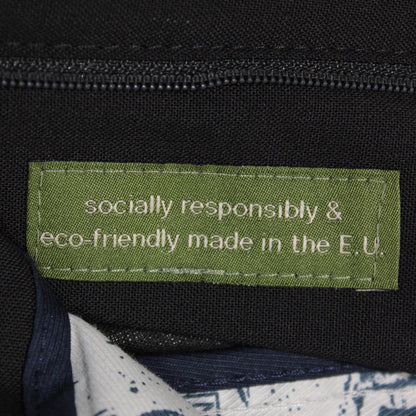 socially responsibly &
eco-friendly made in the E.U.